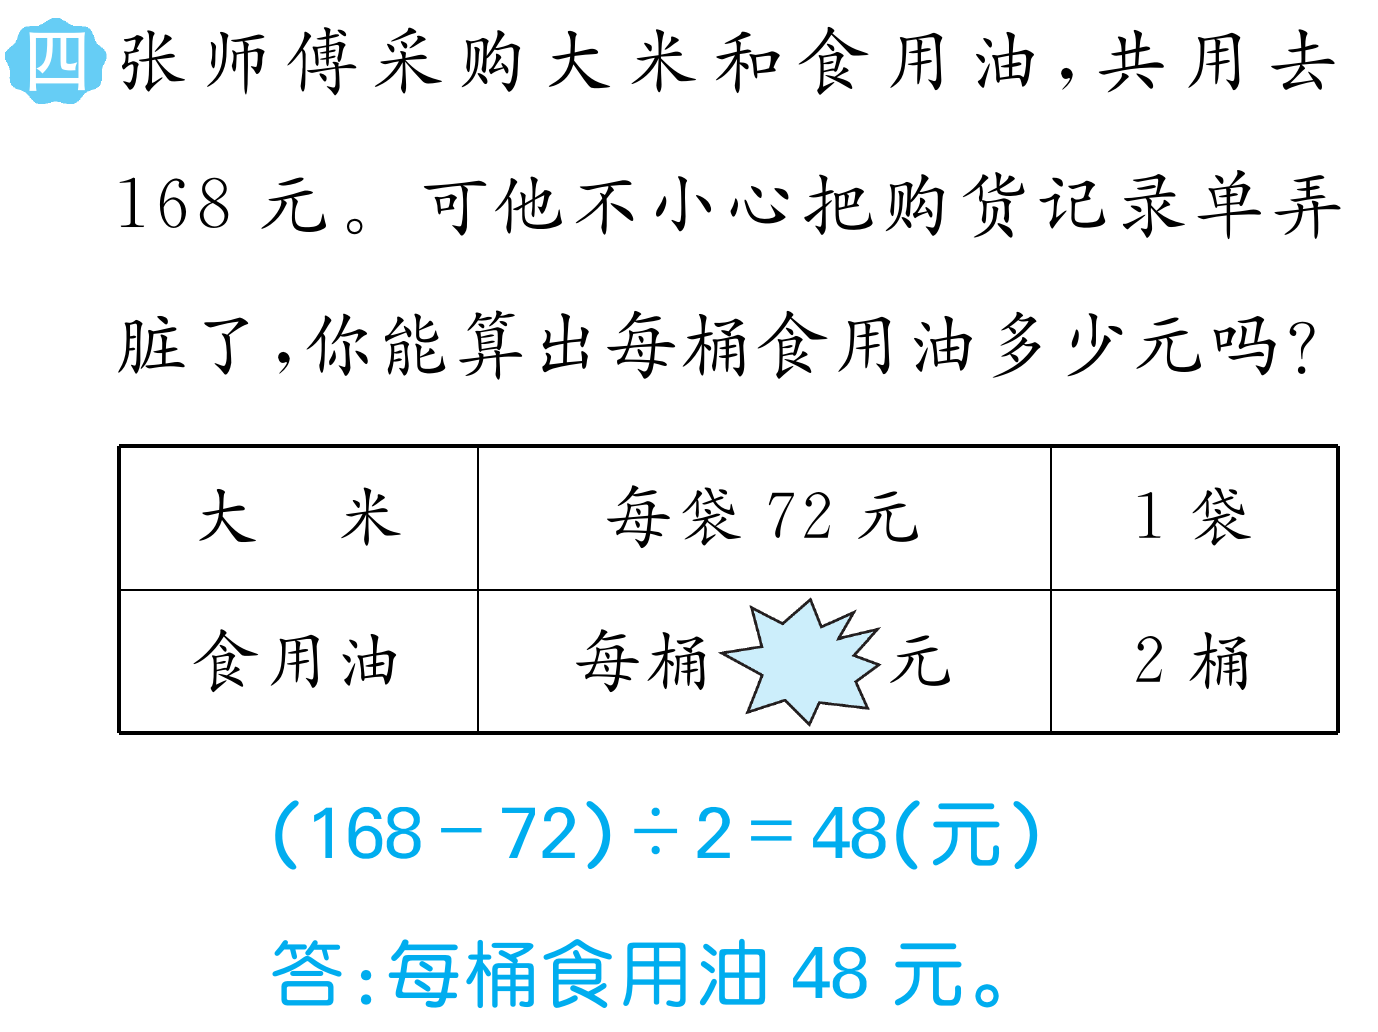 四 张师傅采购大米和食用油，共用去
168 元。可他不小心把购货记录单弄
脏了，你能算出每桶食用油多少元吗？
大 米 每袋 72 元 1 袋
食用油 每桶 元 2 桶
(168－72)÷2＝48(元)
答：每桶食用油 48 元。